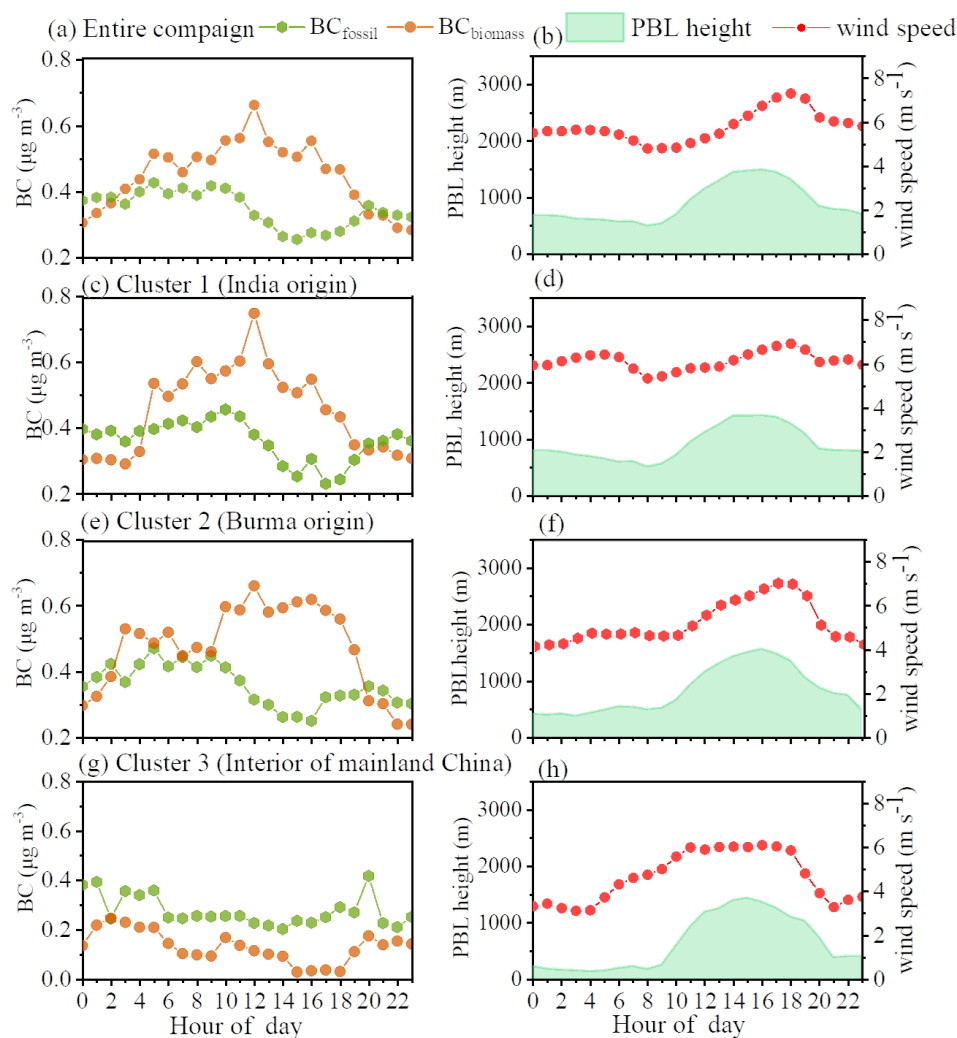 (a) Entire compaign BC_fossil BC_biomass (b) PBL height wind speed
0.8
0.6
0.4
0.2
BC (μg m⁻³)
3000
2000
1000
0
PBL height (m)
8
6
4
2
0
wind speed (m s⁻¹)
(c) Cluster 1 (India origin) (d)
0.8
0.6
0.4
0.2
BC (μg m⁻³)
3000
2000
1000
0
PBL height (m)
8
6
4
2
0
wind speed (m s⁻¹)
(e) Cluster 2 (Burma origin) (f)
0.8
0.6
0.4
0.2
BC (μg m⁻³)
3000
2000
1000
0
PBLheight (m)
8
6
4
2
0
wind speed (m s⁻¹)
(g) Cluster 3 (Interior of mainland China) (h)
0.8
0.6
0.4
0.2
0.0
BC (μg m⁻³)
0 2 4 6 8 10 12 14 16 18 20 22
Hour of day
3000
2000
1000
0
PBL height (m)
8
6
4
2
0
wind speed (m s⁻¹)
0 2 4 6 8 10 12 14 16 18 20 22
Hour of day